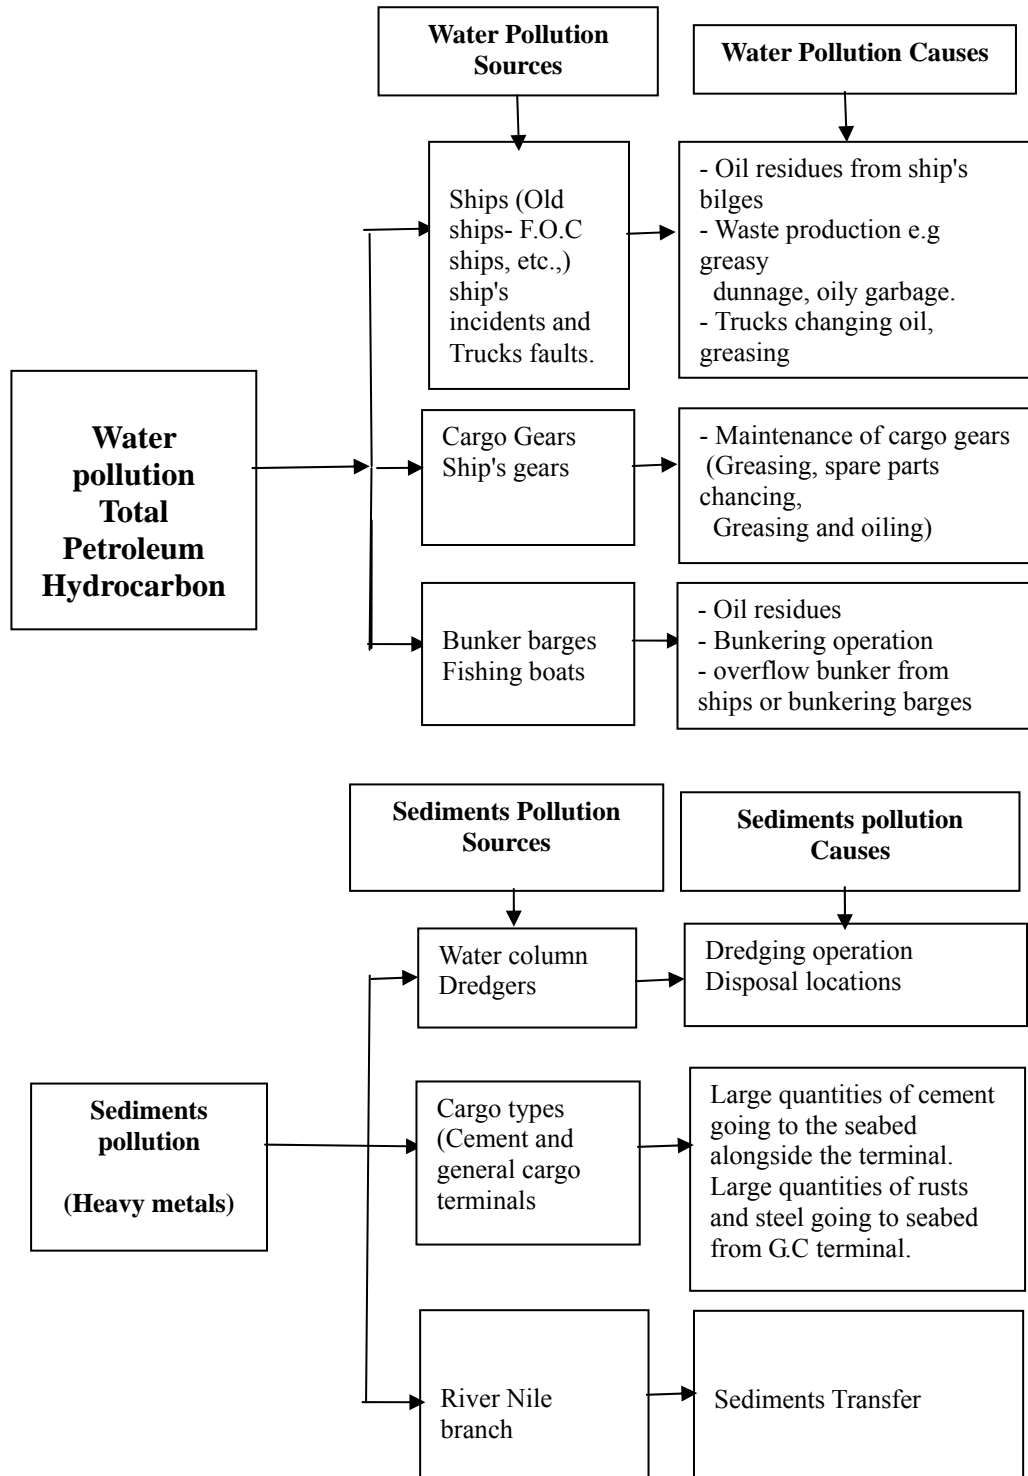 Water Pollution
Sources
Water Pollution Causes
Ships (Old
ships- F.O.C
ships, etc.,)
ship's
incidents and
Trucks faults.
- Oil residues from ship's
bilges
- Waste production e.g
greasy
dunnage, oily garbage.
- Trucks changing oil,
greasing
Water
pollution
Total
Petroleum
Hydrocarbon
Cargo Gears
Ship's gears
- Maintenance of cargo gears
(Greasing, spare parts
chancing,
Greasing and oiling)
Bunker barges
Fishing boats
- Oil residues
- Bunkering operation
- overflow bunker from
ships or bunkering barges
Sediments Pollution
Sources
Sediments pollution
Causes
Water column
Dredgers
Dredging operation
Disposal locations
Sediments
pollution
(Heavy metals)
Cargo types
(Cement and
general cargo
terminals
Large quantities of cement
going to the seabed
alongside the terminal.
Large quantities of rusts
and steel going to seabed
from G.C terminal.
River Nile
branch
Sediments Transfer